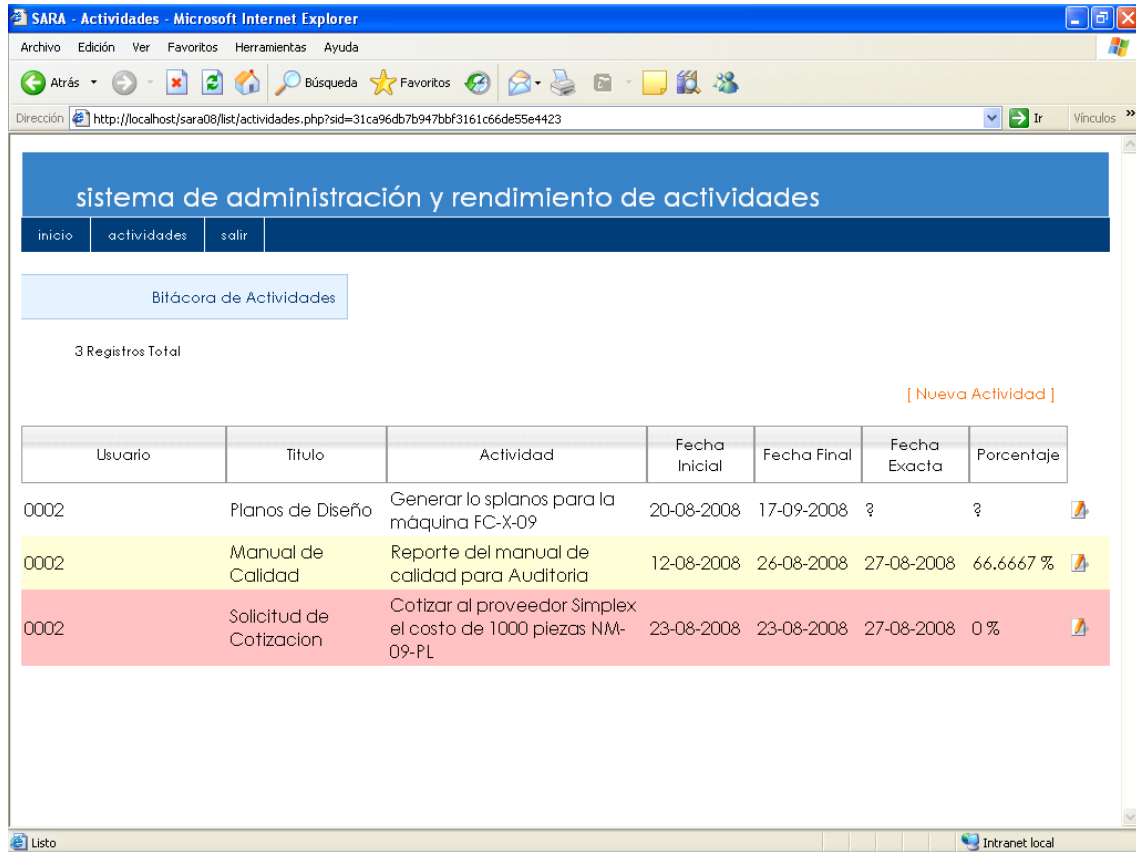 SARA - Actividades - Microsoft Internet Explorer
Archivo Edición Ver Favoritos Herramientas Ayuda
Atrás Búsqueda Favoritos
Dirección http://localhost/sara08/list/actividades.php?sid=31ca96db7b947bbf3161c66de55e4423 Ir Vínculos »
sistema de administración y rendimiento de actividades
inicio actividades salir
Bitácora de Actividades
3 Registros Total
[ Nueva Actividad ]
Usuario Titulo Actividad Fecha Inicial Fecha Final Fecha Exacta Porcentaje
0002 Planos de Diseño Generar lo splanos para la máquina FC-X-09 20-08-2008 17-09-2008 ? ?
0002 Manual de Calidad Reporte del manual de calidad para Auditoria 12-08-2008 26-08-2008 27-08-2008 66.6667 %
0002 Solicitud de Cotizacion Cotizar al proveedor Simplex el costo de 1000 piezas NM-09-PL 23-08-2008 23-08-2008 27-08-2008 0 %
Listo Intranet local